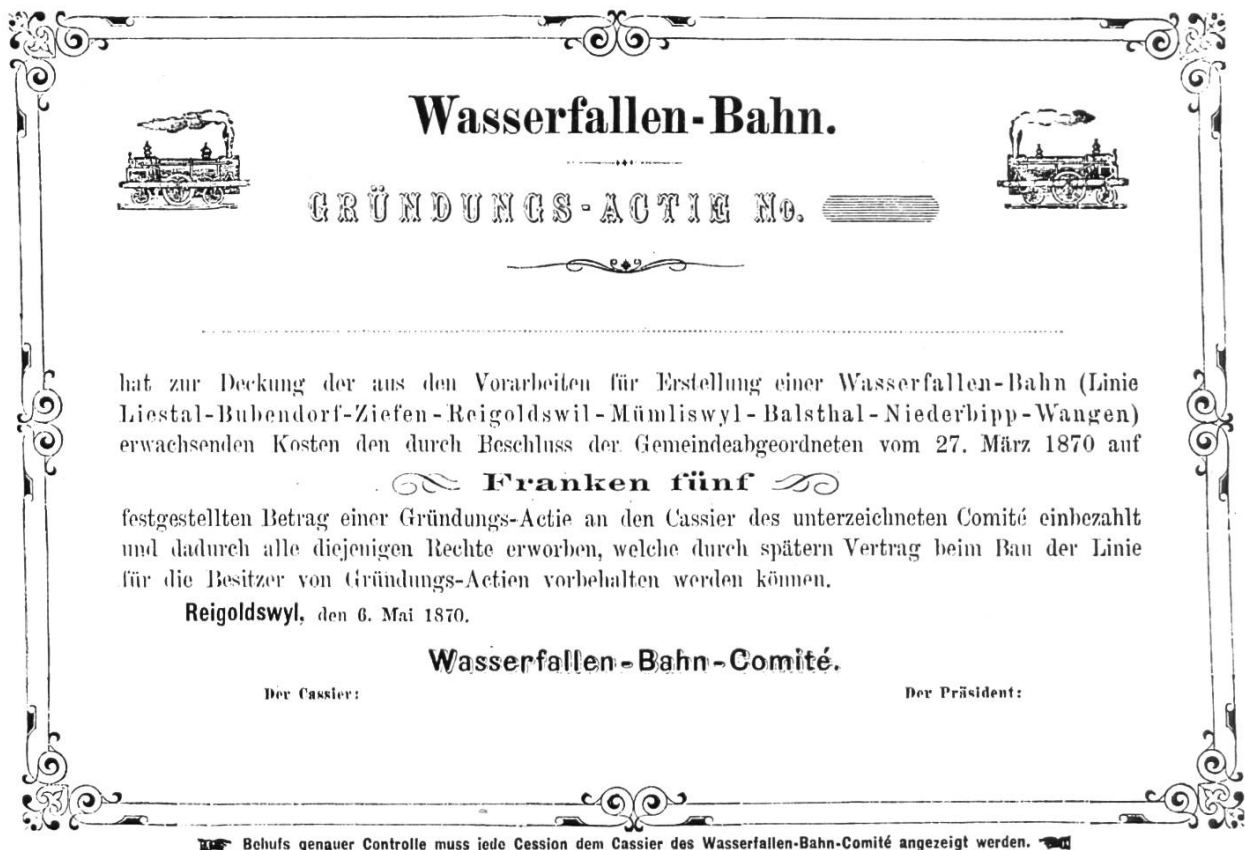 Wasserfallen-Bahn.
GRÜNDUNGS-ACTIE No.
hat zur Deckung der aus den Vorarbeiten für Erstellung einer Wasserfallen-Bahn (Linie
Liestal-Bubendorf-Ziefen-Reigoldswil-Mümliswyl-Balsthal-Niederbipp-Wangen)
erwachsenden Kosten den durch Beschluss der Gemeindeabgeordneten vom 27. März 1870 auf
Franken fünf
festgestellten Betrag einer Gründungs-Actie an den Cassier des unterzeichneten Comité einbezahlt
und dadurch alle diejenigen Rechte erworben, welche durch spätern Vertrag beim Bau der Linie
für die Besitzer von Gründungs-Actien vorbehalten werden können.
Reigoldswyl, den 6. Mai 1870.
Wasserfallen-Bahn-Comité.
Der Cassier: Der Präsident:
Behufs genauer Controlle muss jede Cession dem Cassier des Wasserfallen-Bahn-Comité angezeigt werden.